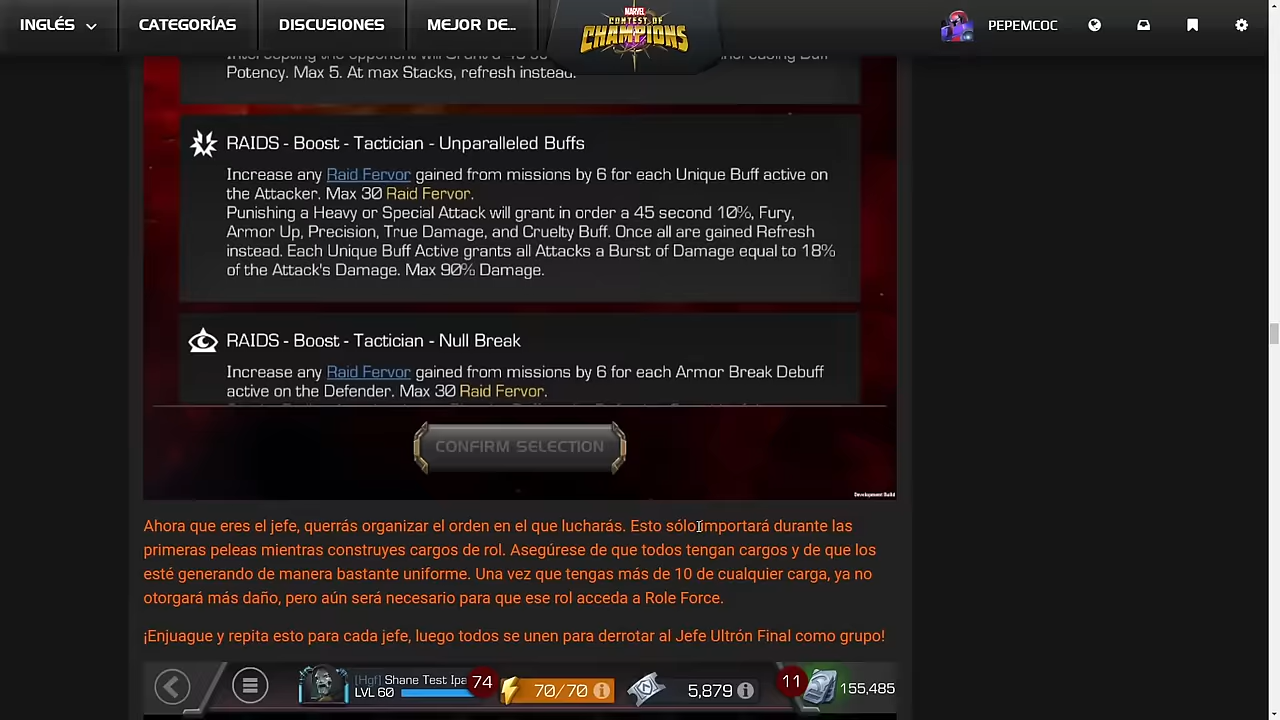 INGLÉS
CATEGORÍAS
DISCUSIONES
MEJOR DE...
MARVEL
CONTEST OF
CHAMPIONS
PEPEMCOC
Potency. Max 5. At max Stacks, refresh instead.
RAIDS - Boost - Tactician - Unparalleled Buffs
Increase any Raid Fervor gained from missions by 6 for each Unique Buff active on
the Attacker. Max 30 Raid Fervor.
Punishing a Heavy or Special Attack will grant in order a 45 second 10%, Fury,
Armor Up, Precision, True Damage, and Cruelty Buff. Once all are gained Refresh
instead. Each Unique Buff Active grants all Attacks a Burst of Damage equal to 18%
of the Attack's Damage. Max 90% Damage.
RAIDS - Boost - Tactician - Null Break
Increase any Raid Fervor gained from missions by 6 for each Armor Break Debuff
active on the Defender. Max 30 Raid Fervor.
CONFIRM SELECTION
Development Build
Ahora que eres el jefe, querrás organizar el orden en el que lucharás. Esto sólo importará durante las
primeras peleas mientras construyes cargos de rol. Asegúrese de que todos tengan cargos y de que los
esté generando de manera bastante uniforme. Una vez que tengas más de 10 de cualquier carga, ya no
otorgará más daño, pero aún será necesario para que ese rol acceda a Role Force.
¡Enjuague y repita esto para cada jefe, luego todos se unen para derrotar al Jefe Ultrón Final como grupo!
[Hgf] Shane Test Ipa
LVL 60
74
70/70
5,879
11
155,485